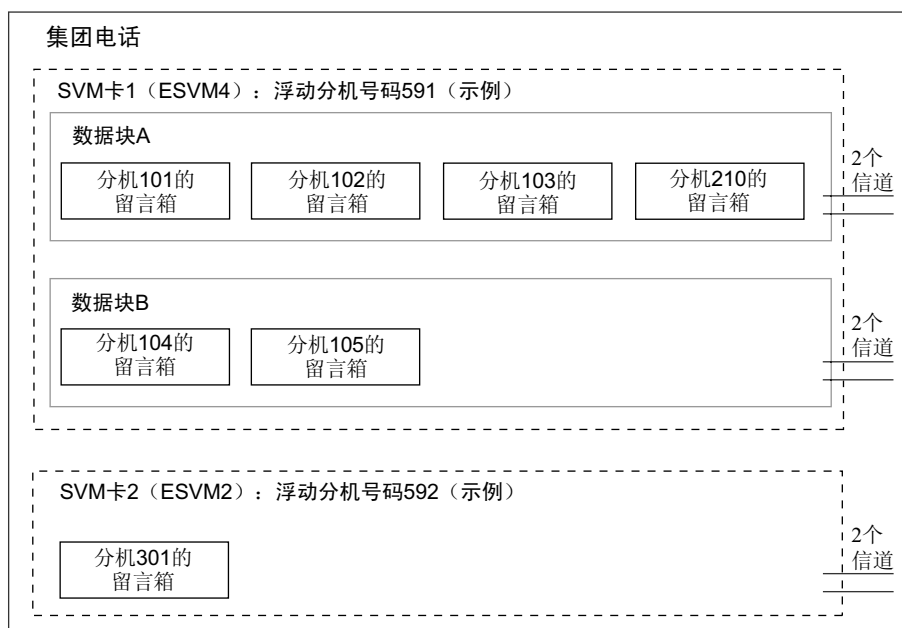 集团电话
SVM卡1（ESVM4）：浮动分机号码591（示例）
数据块A
分机101的
留言箱
分机102的
留言箱
分机103的
留言箱
分机210的
留言箱
2个
信道
数据块B
分机104的
留言箱
分机105的
留言箱
2个
信道
SVM卡2（ESVM2）：浮动分机号码592（示例）
分机301的
留言箱
2个
信道